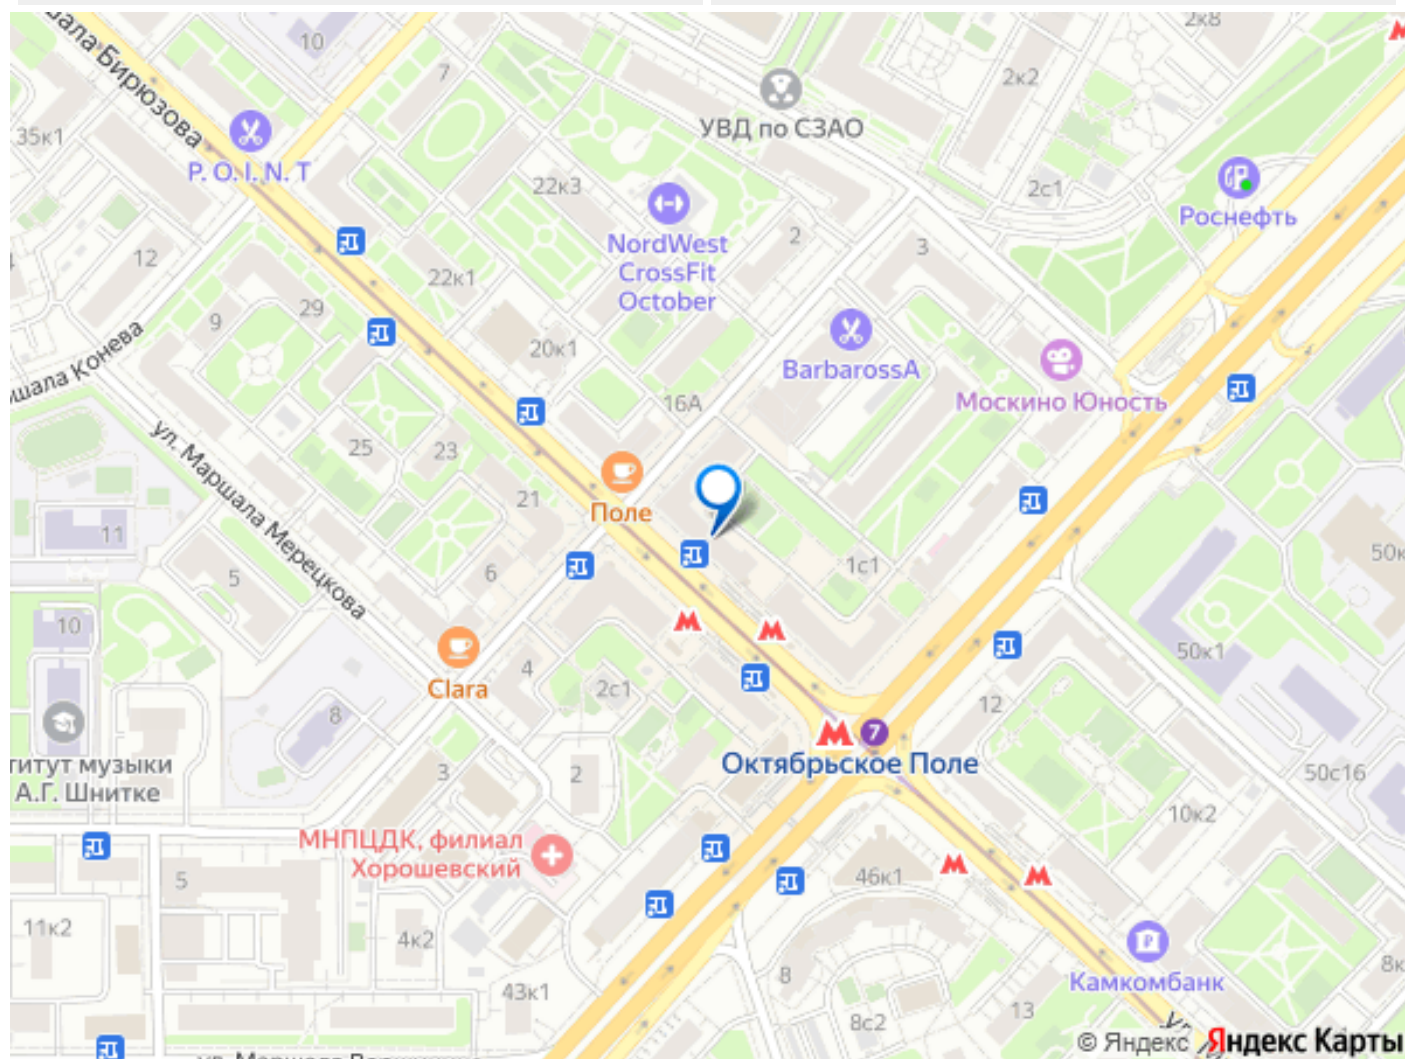 2к8
10
7
2к2
шала Бирюзова
УВД по СЗАО
35к1
P. O. I. N. T
22к3
2с1
Роснефть
NordWest
CrossFit
October
2
3
12
22к1
29
9
20к1
BarbarossA
шала Конева
16А
Москино Юность
25
23
ул. Маршала Мерецкова
21
Поле
11
50к
1с1
6
5
10
50к1
4
Clara
2с1
12
8
7
Октябрьское Поле
титут музыки
А.Г. Шнитке
3
2
50с16
10к2
МНПЦДК, филиал
Хорошевский
5
46к1
11к2
4к2
8
8к
Камкомбанк
43к1
13
8с2
© Яндекс Яндекс Карты